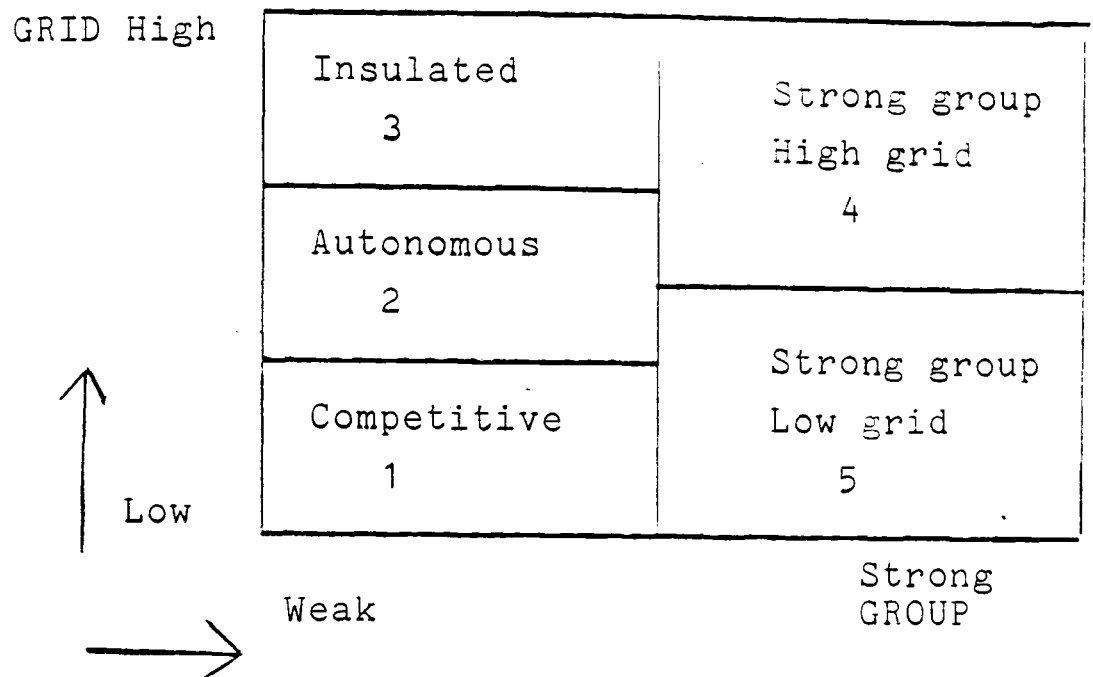 GRID High
Insulated
3
Strong group
High grid
4
Autonomous
2
Strong group
Low grid
5
Competitive
1
Low
Weak
Strong
GROUP